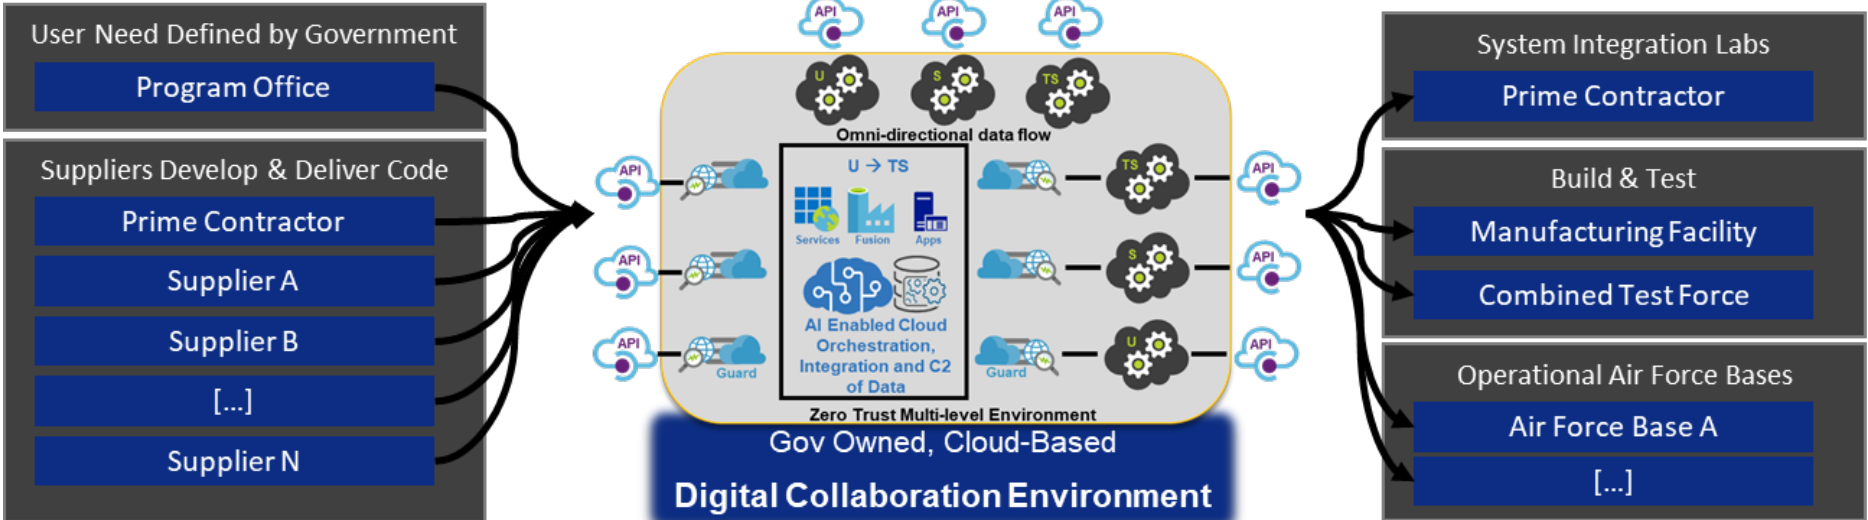 User Need Defined by Government
Program Office
Suppliers Develop & Deliver Code
Prime Contractor
Supplier A
Supplier B
[...]
Supplier N
API
API
API
U
S
TS
Omni-directional data flow
API
API
API
Guard
U → TS
Services
Fusion
Apps
AI Enabled Cloud
Orchestration,
Integration and C2
of Data
Guard
TS
S
U
API
API
API
Zero Trust Multi-level Environment
Gov Owned, Cloud-Based
Digital Collaboration Environment
System Integration Labs
Prime Contractor
Build & Test
Manufacturing Facility
Combined Test Force
Operational Air Force Bases
Air Force Base A
[...]